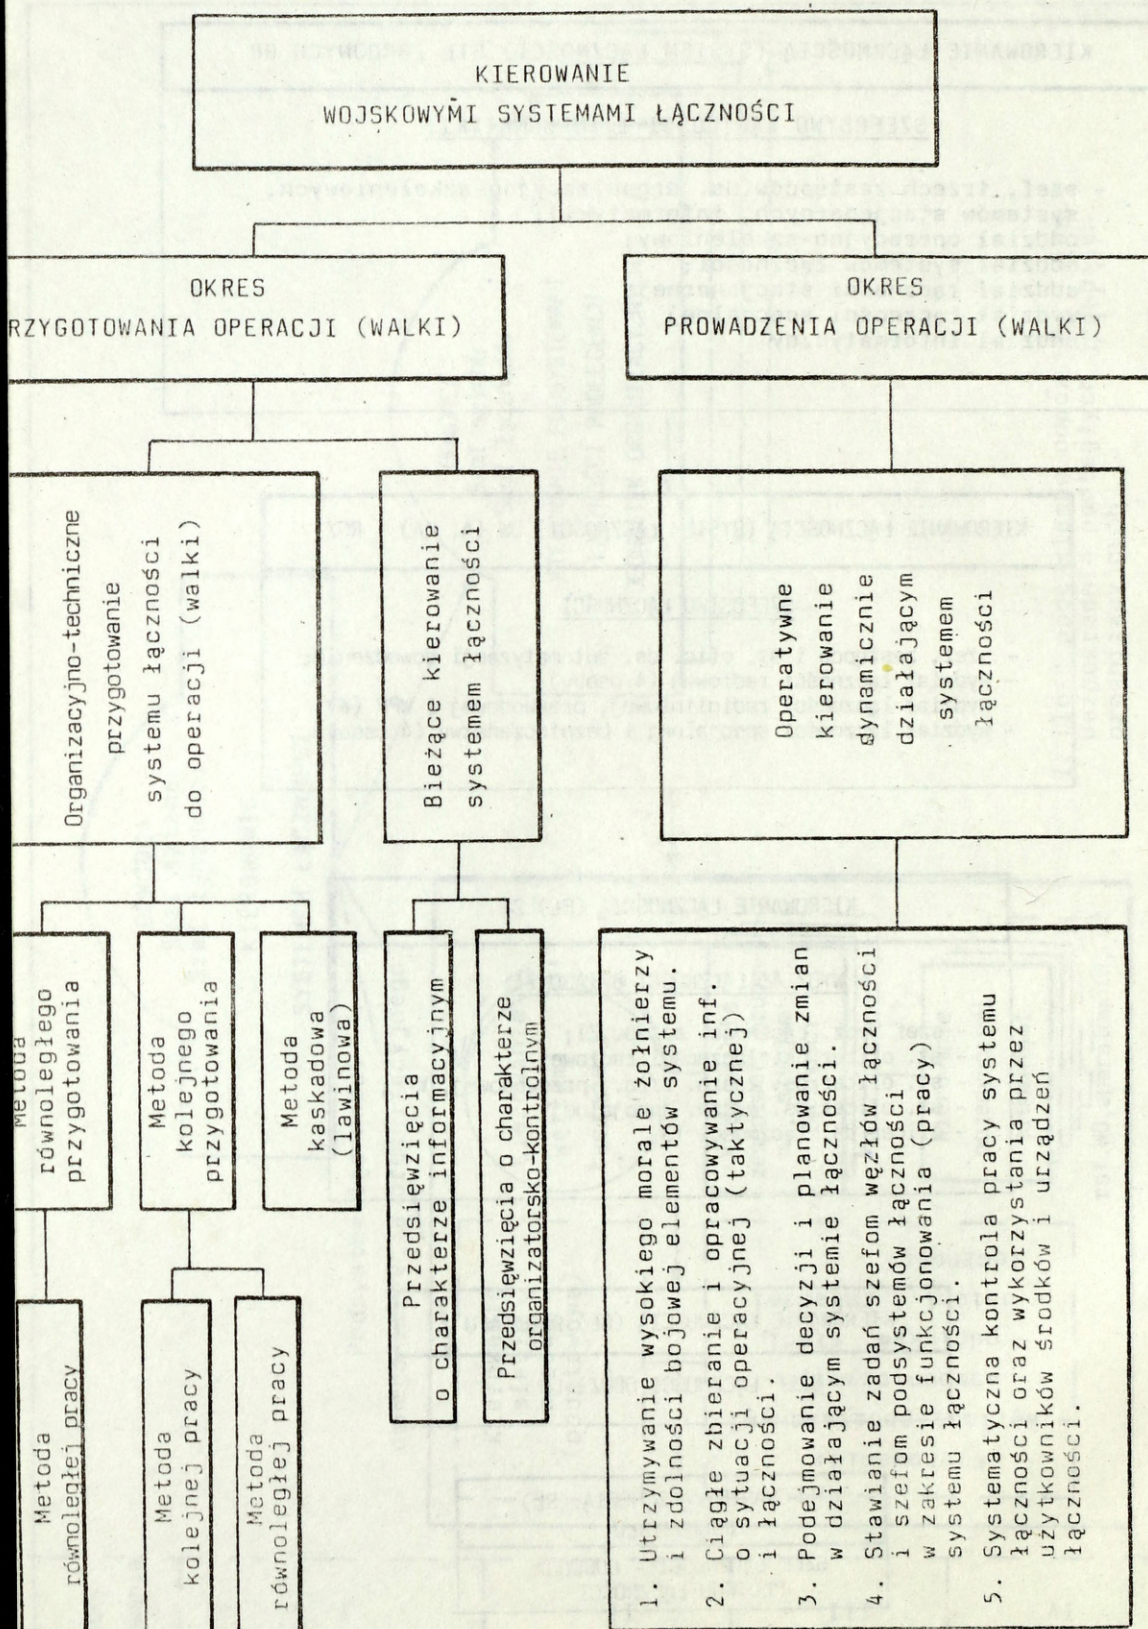 KIEROWANIE
WOJSKOWYMI SYSTEMAMI ŁĄCZNOŚCI
OKRES
RZYGOTOWANIA OPERACJI (WALKI)
OKRES
PROWADZENIA OPERACJI (WALKI)
Organizacyjno-techniczne
przygotowanie
systemu łączności
do operacji (walki)
Bieżące kierowanie
systemem łączności
Operatywne
kierowanie
dynamicznie
działającym
systemem
łączności
Metoda
równoległego
przygotowania
Metoda
kolejnego
przygotowania
Metoda
kaskadowa
(lawinowa)
Przedsięwzięcia
o charakterze informacyjnym
Przedsięwzięcia o charakterze
organizatorsko-kontrolnym
Metoda
równoległej pracy
Metoda
kolejnej pracy
Metoda
równoległej pracy
1. Utrzymywanie wysokiego morale żołnierzy
i zdolności bojowej elementów systemu.
2. Ciągłe zbieranie i opracowywanie inf.
o sytuacji operacyjnej (taktycznej)
i łączności.
3. Podejmowanie decyzji i planowanie zmian
w działającym systemie łączności.
4. Stawianie zadań szefom węzłów łączności
i szefom podsystemów łączności
w zakresie funkcjonowania (pracy)
systemu łączności.
5. Systematyczna kontrola pracy systemu
łączności oraz wykorzystania przez
użytkowników środków i urządzeń
łączności.